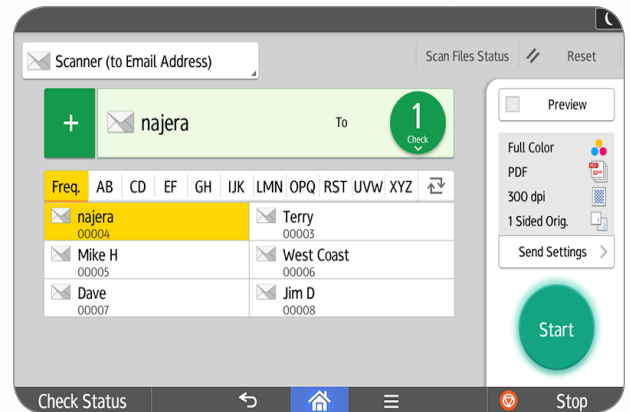 Scanner (to Email Address)
Scan Files Status
Reset
+
najera
To
1
Check
Preview
Full Color
PDF
300 dpi
1 Sided Orig.
Send Settings
Freq. AB CD EF GH IJK LMN OPQ RST UVW XYZ
najera
00004
Terry
00003
Mike H
00005
West Coast
00006
Dave
00007
Jim D
00008
Start
Check Status
Stop